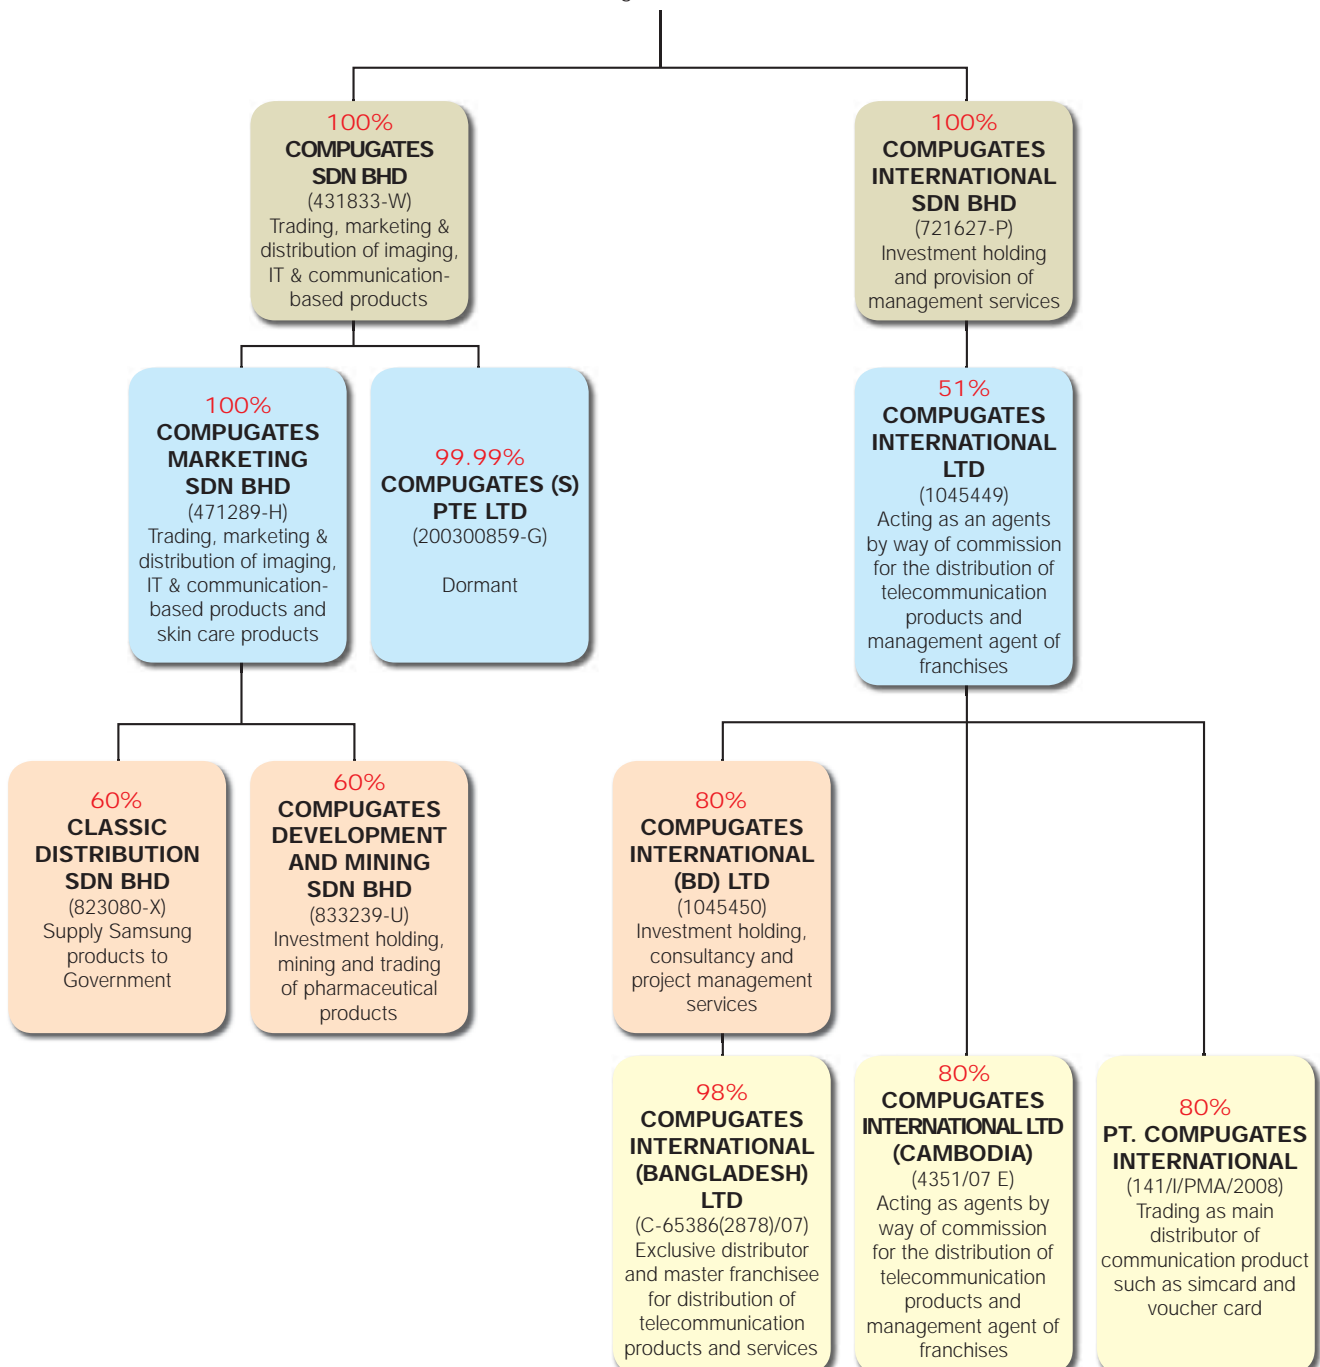 100%
COMPUGATES
SDN BHD
(431833-W)
Trading, marketing &
distribution of imaging,
IT & communication-
based products
100%
COMPUGATES
INTERNATIONAL
SDN BHD
(721627-P)
Investment holding
and provision of
management services
100%
COMPUGATES
MARKETING
SDN BHD
(471289-H)
Trading, marketing &
distribution of imaging,
IT & communication-
based products and
skin care products
99.99%
COMPUGATES (S)
PTE LTD
(200300859-G)
Dormant
51%
COMPUGATES
INTERNATIONAL
LTD
(1045449)
Acting as an agents
by way of commission
for the distribution of
telecommunication
products and
management agent of
franchises
60%
CLASSIC
DISTRIBUTION
SDN BHD
(823080-X)
Supply Samsung
products to
Government
60%
COMPUGATES
DEVELOPMENT
AND MINING
SDN BHD
(833239-U)
Investment holding,
mining and trading
of pharmaceutical
products
80%
COMPUGATES
INTERNATIONAL
(BD) LTD
(1045450)
Investment holding,
consultancy and
project management
services
98%
COMPUGATES
INTERNATIONAL
(BANGLADESH)
LTD
(C-65386(2878)/07)
Exclusive distributor
and master franchisee
for distribution of
telecommunication
products and services
80%
COMPUGATES
INTERNATIONAL LTD
(CAMBODIA)
(4351/07 E)
Acting as agents by
way of commission
for the distribution of
telecommunication
products and
management agent of
franchises
80%
PT. COMPUGATES
INTERNATIONAL
(141/I/PMA/2008)
Trading as main
distributor of
communication product
such as simcard and
voucher card